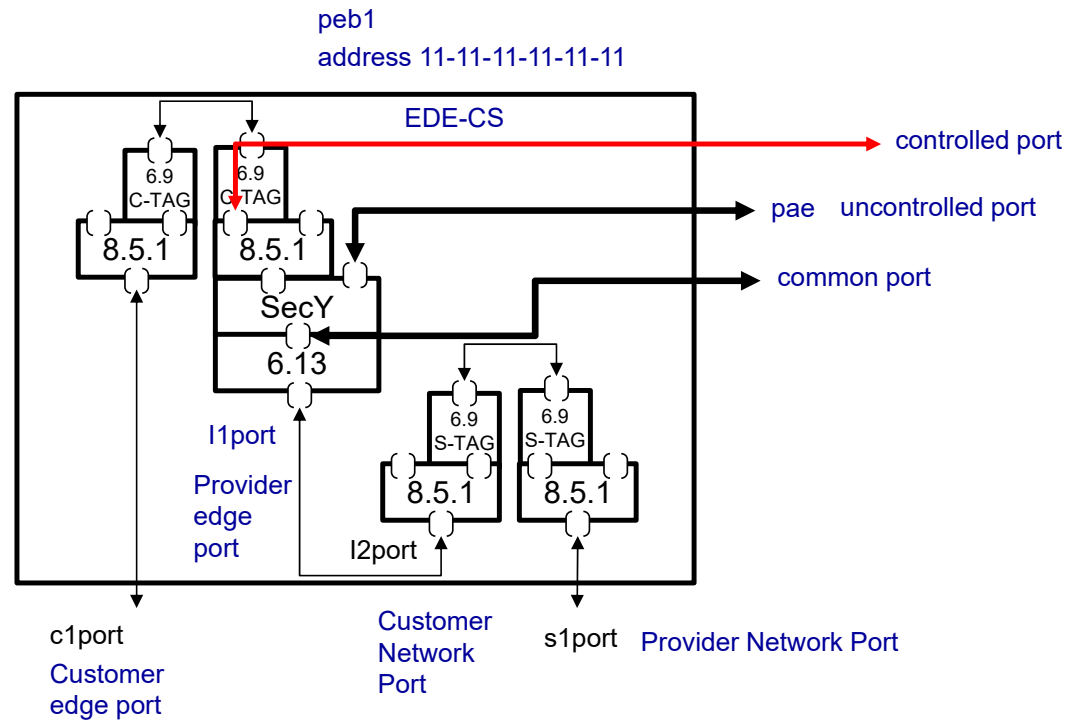 peb1
address 11-11-11-11-11-11
EDE-CS
controlled port
6.9
C-TAG
6.9
C-TAG
pae uncontrolled port
8.5.1
8.5.1
common port
SecY
6.13
6.9
S-TAG
6.9
S-TAG
I1port
Provider
edge
port
8.5.1
8.5.1
I2port
c1port
Customer
edge port
Customer
Network
Port
s1port Provider Network Port